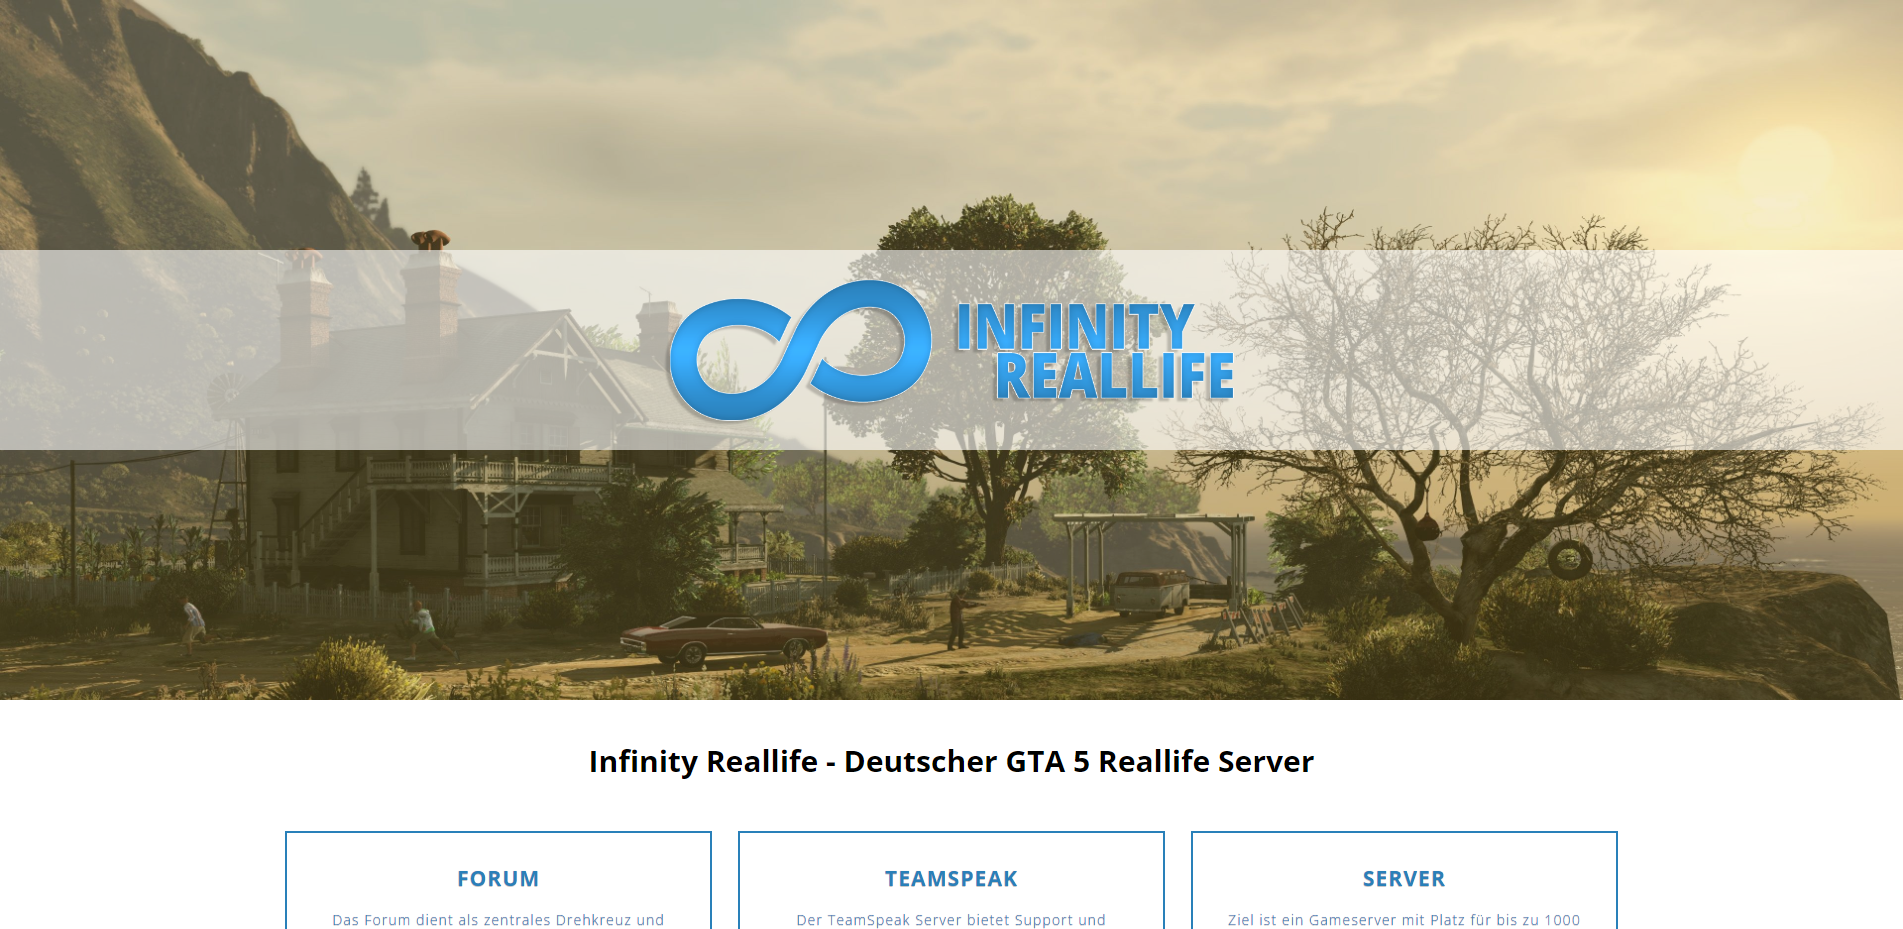 INFINITY
REALLIFE
Infinity Reallife - Deutscher GTA 5 Reallife Server
FORUM
Das Forum dient als zentrales Drehkreuz und
TEAMSPEAK
Der TeamSpeak Server bietet Support und
SERVER
Ziel ist ein Gameserver mit Platz für bis zu 1000